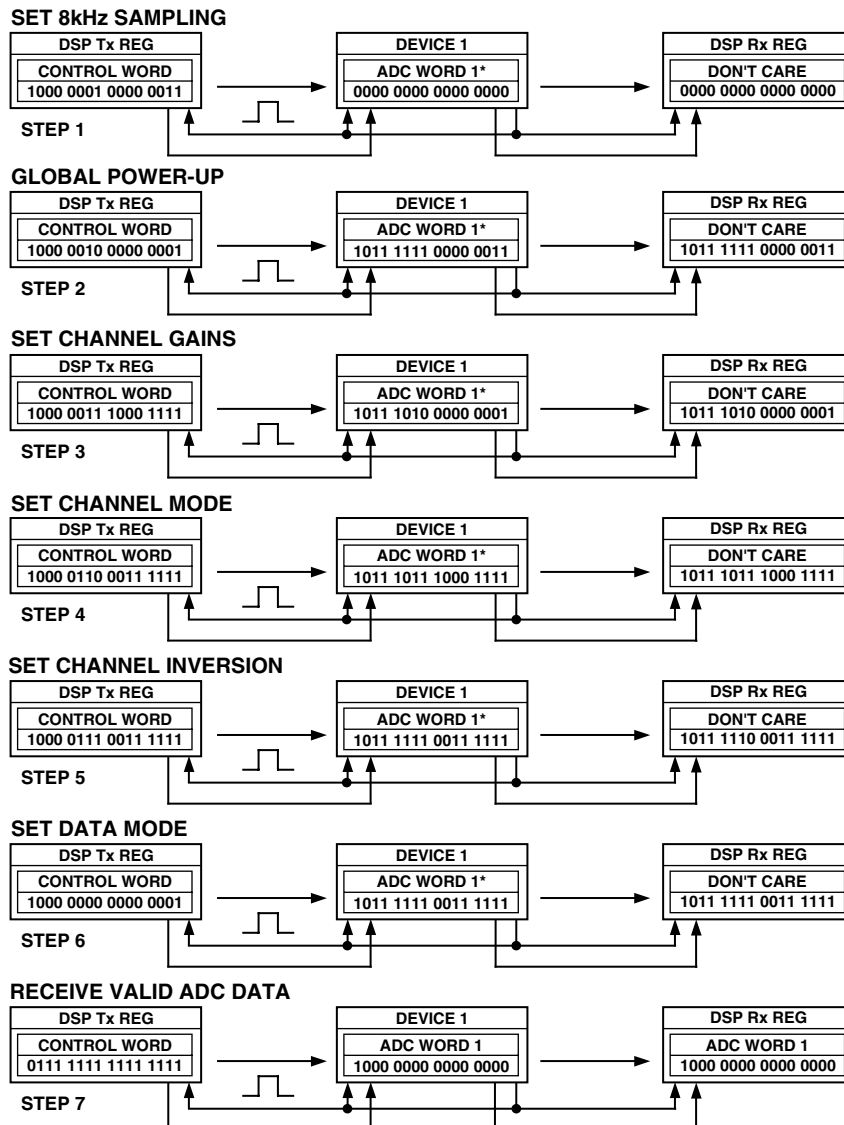 SET 8kHz SAMPLING
DSP Tx REG DEVICE 1 DSP Rx REG
CONTROL WORD ADC WORD 1* DON'T CARE
1000 0001 0000 0011 0000 0000 0000 0000 0000 0000 0000 0000
STEP 1
GLOBAL POWER-UP
DSP Tx REG DEVICE 1 DSP Rx REG
CONTROL WORD ADC WORD 1* DON'T CARE
1000 0010 0000 0001 1011 1111 0000 0011 1011 1111 0000 0011
STEP 2
SET CHANNEL GAINS
DSP Tx REG DEVICE 1 DSP Rx REG
CONTROL WORD ADC WORD 1* DON'T CARE
1000 0011 1000 1111 1011 1010 0000 0001 1011 1010 0000 0001
STEP 3
SET CHANNEL MODE
DSP Tx REG DEVICE 1 DSP Rx REG
CONTROL WORD ADC WORD 1* DON'T CARE
1000 0110 0011 1111 1011 1011 1000 1111 1011 1011 1000 1111
STEP 4
SET CHANNEL INVERSION
DSP Tx REG DEVICE 1 DSP Rx REG
CONTROL WORD ADC WORD 1* DON'T CARE
1000 0111 0011 1111 1011 1111 0011 1111 1011 1110 0011 1111
STEP 5
SET DATA MODE
DSP Tx REG DEVICE 1 DSP Rx REG
CONTROL WORD ADC WORD 1* DON'T CARE
1000 0000 0000 0001 1011 1111 0011 1111 1011 1111 0011 1111
STEP 6
RECEIVE VALID ADC DATA
DSP Tx REG DEVICE 1 DSP Rx REG
CONTROL WORD ADC WORD 1 ADC WORD 1
0111 1111 1111 1111 1000 0000 0000 0000 1000 0000 0000 0000
STEP 7